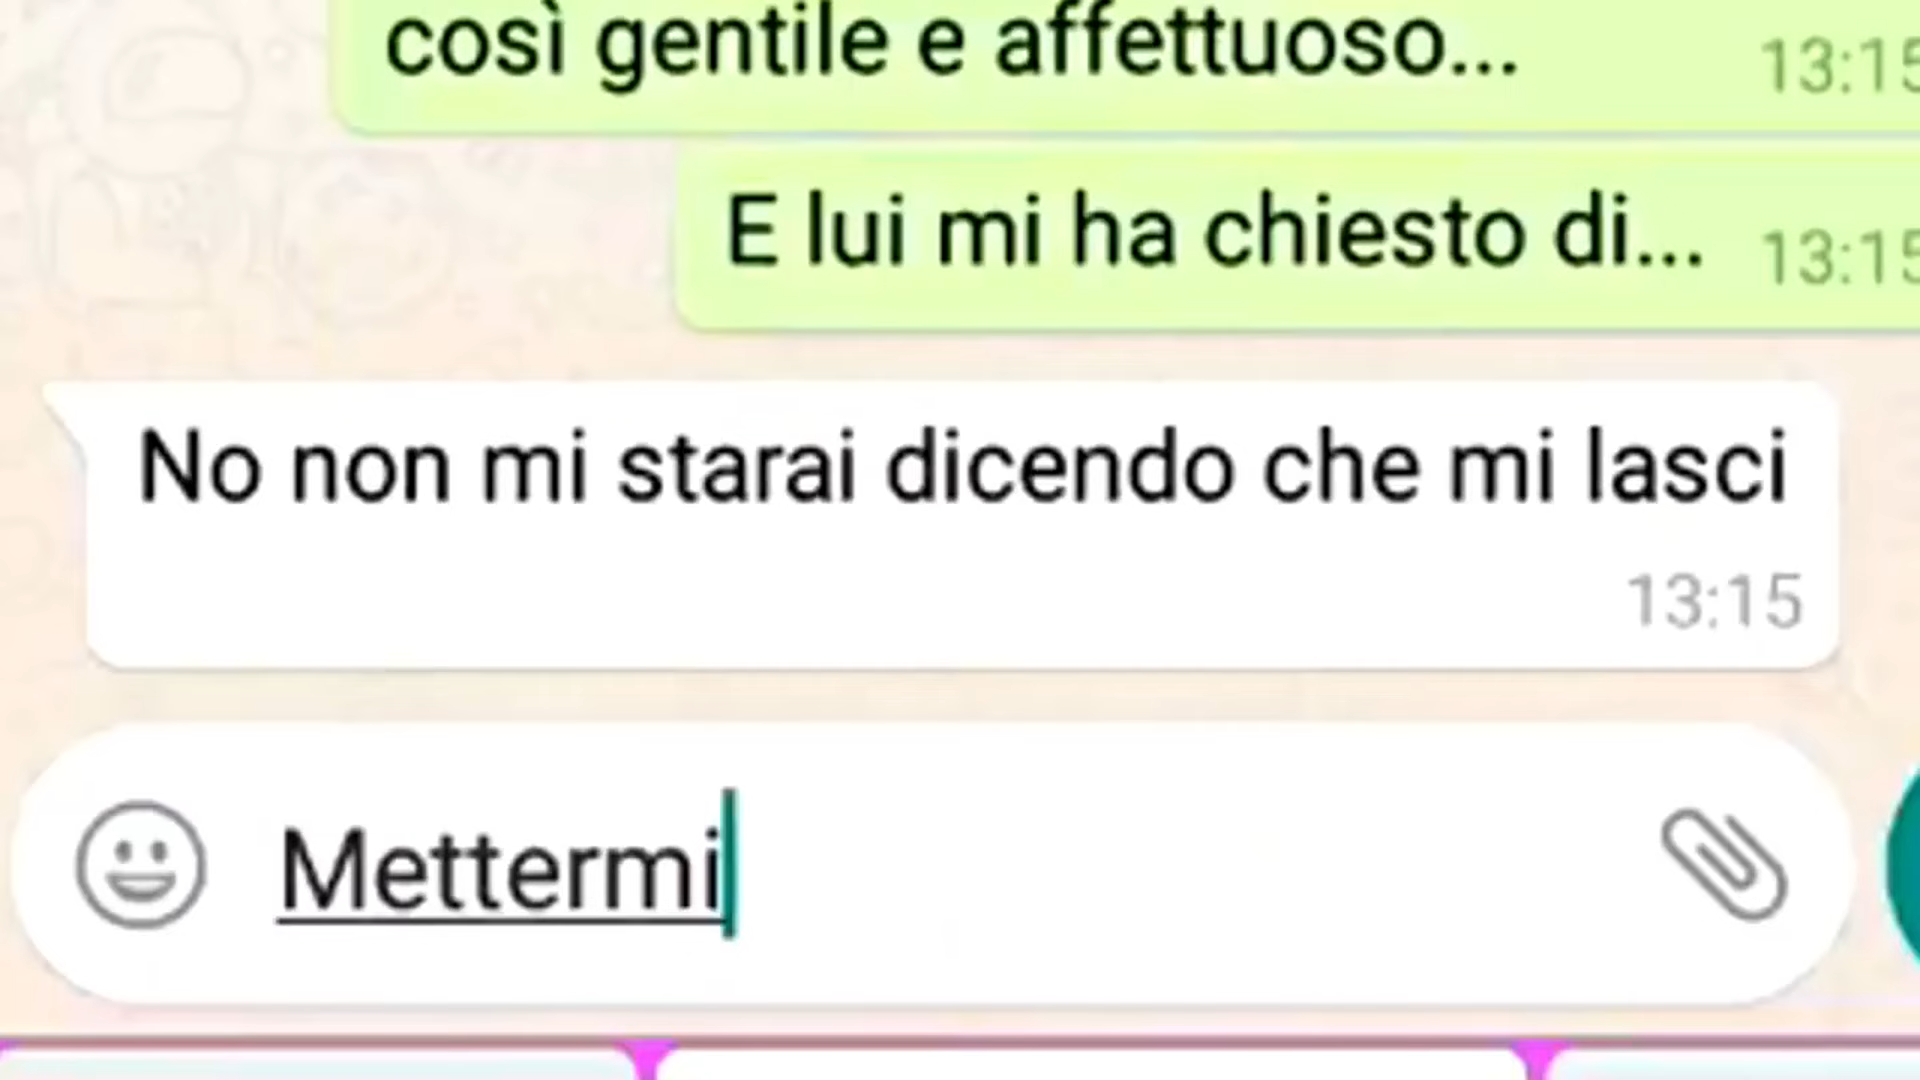 così gentile e affettuoso...
13:15
E lui mi ha chiesto di...
13:15
No non mi starai dicendo che mi lasci
13:15
Mettermi